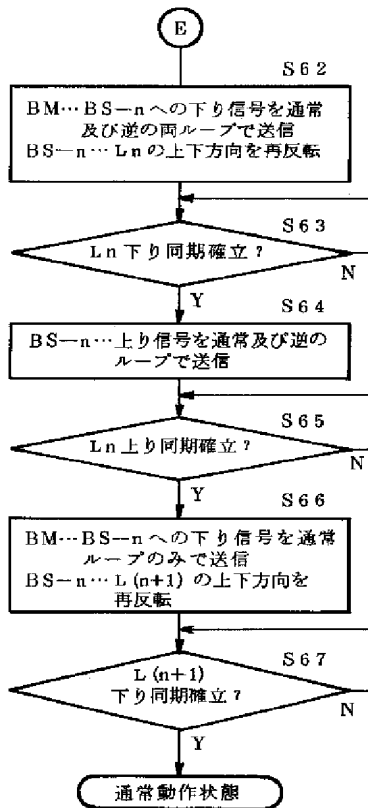 E
S62
BM…BS－nへの下り信号を通常
及び逆の両ループで送信
BS－n…Lnの上下方向を再反転
S63
Ln下り同期確立？
N
Y
S64
BS－n…上り信号を通常及び逆の
ループで送信
S65
Ln上り同期確立？
N
Y
S66
BM…BS－nへの下り信号を通常
ループのみで送信
BS－n…L(n+1)の上下方向を
再反転
S67
L(n+1)
下り同期確立？
N
Y
通常動作状態